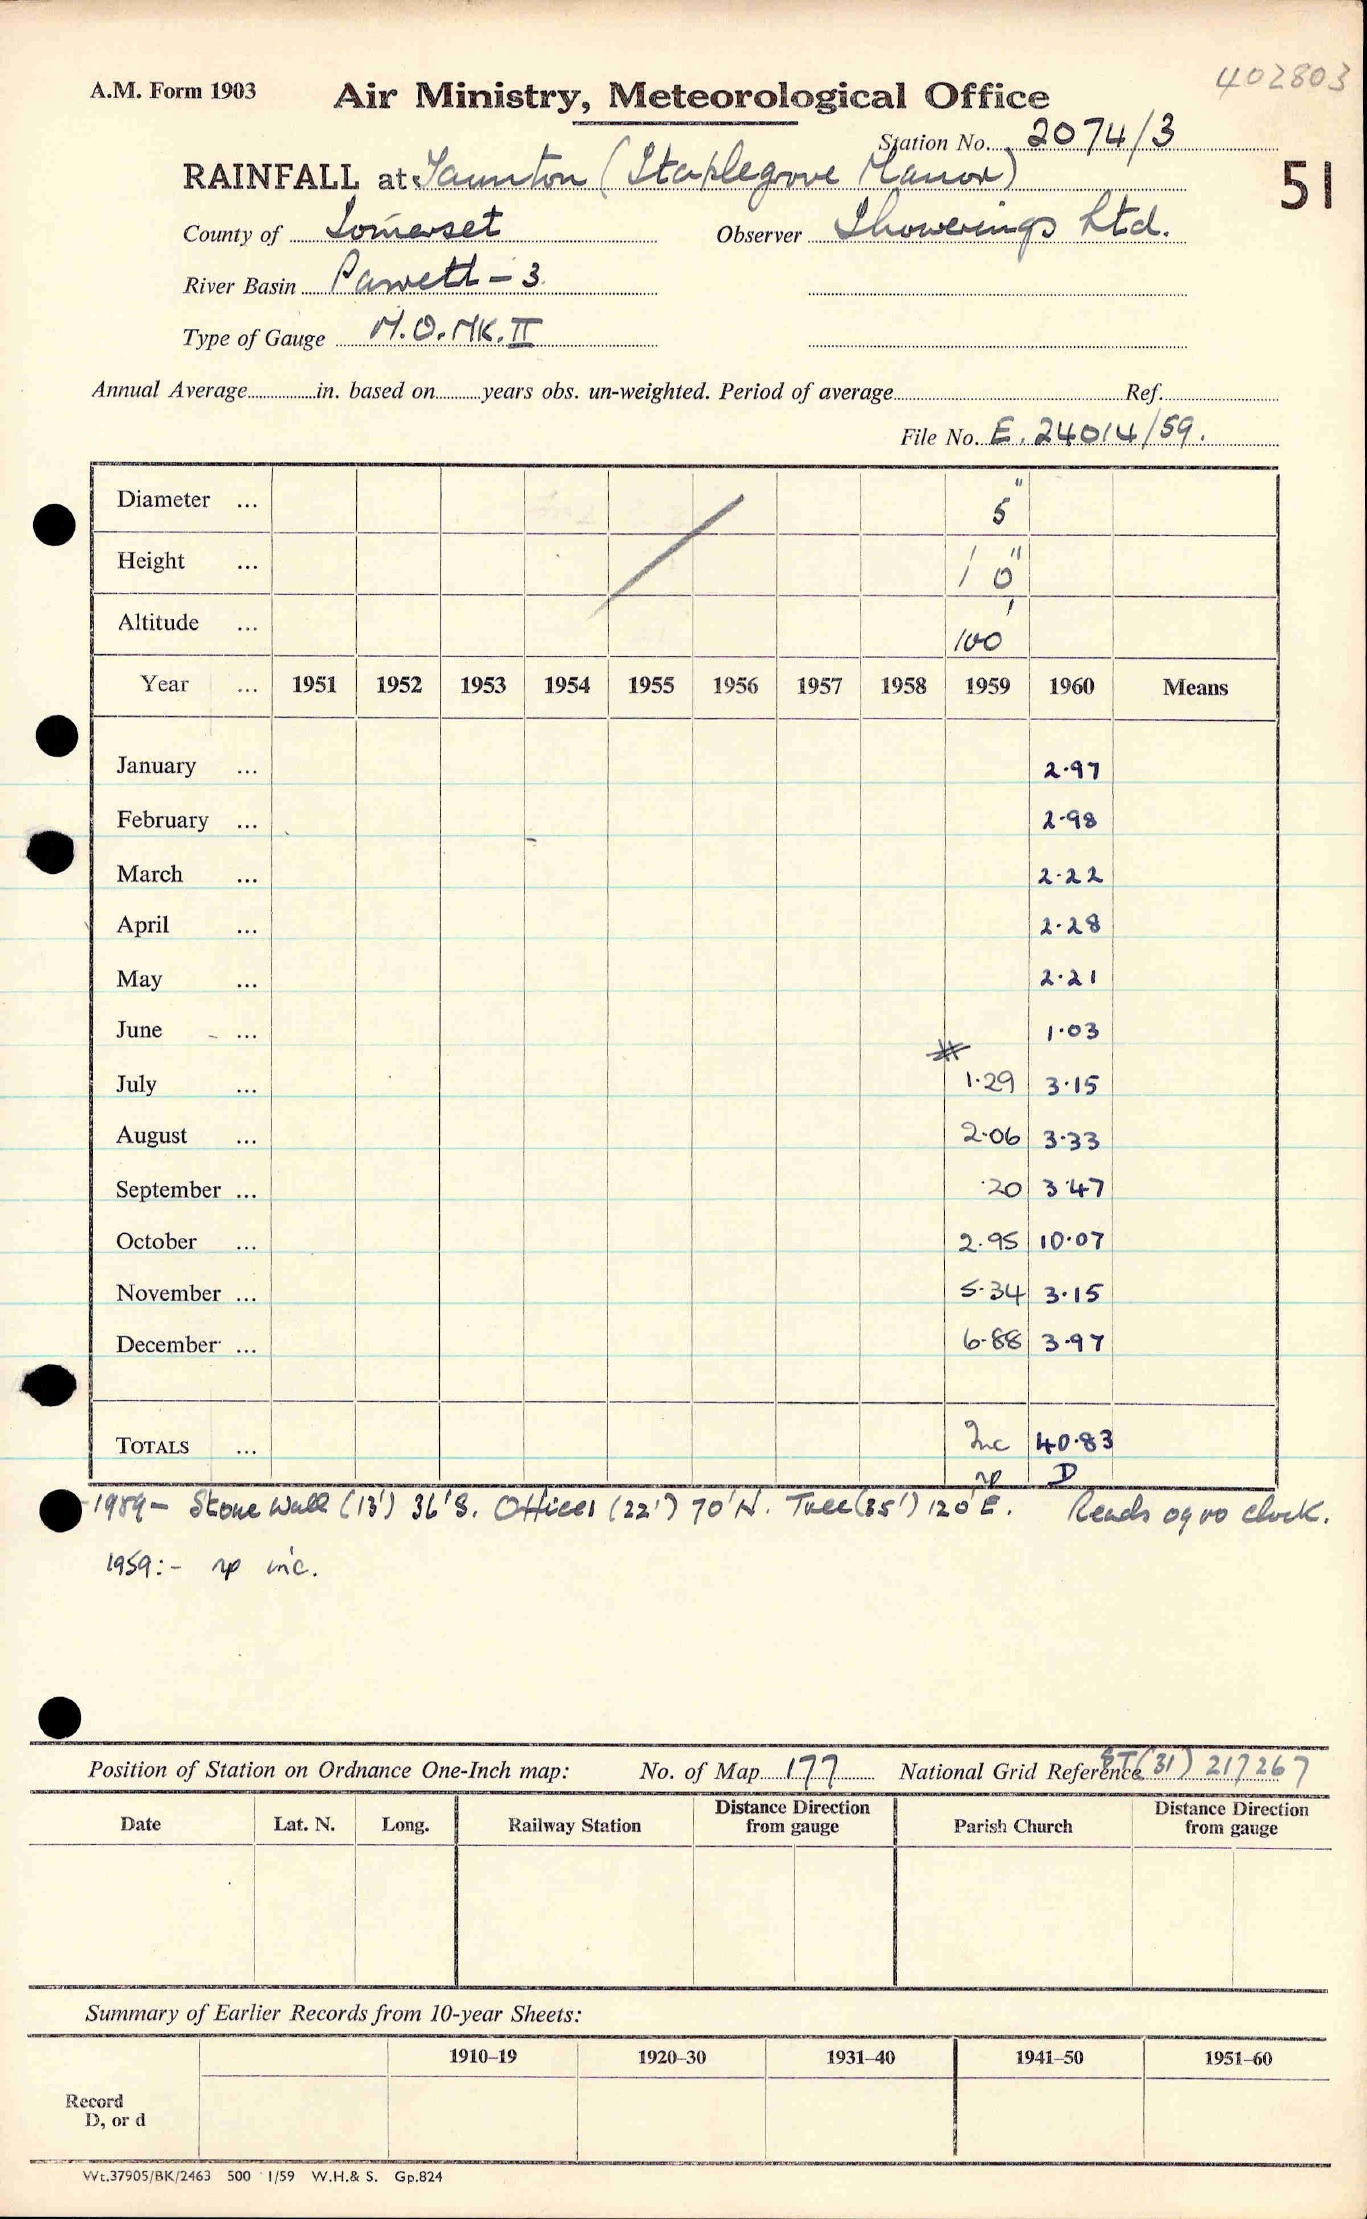 402803
A.M. Form 1903 Air Ministry, Meteorological Office
Station No. 2074/3
RAINFALL at Taunton (Staplegrove Manor)
51
County of Somerset Observer Showerings Ltd.
River Basin Parrett - 3
Type of Gauge M.O. MK. II
Annual Average in. based on years obs. un-weighted. Period of average Ref.
File No. E. 24014/59.
Diameter ... 5"
Height ... 1' 0"
Altitude ... 100'
Year ... 1951 1952 1953 1954 1955 1956 1957 1958 1959 1960 Means
January ... 2.97
February ... 2.98
March ... 2.22
April ... 2.28
May ... 2.21
June ... 1.03
July ... 1.29 3.15
August ... 2.06 3.33
September ... .20 3.47
October ... 2.95 10.07
November ... 5.34 3.15
December ... 6.88 3.97
TOTALS ... Inc 40.83
np D
1959 - Stone Wall (13') 36'S. Offices (22') 70'N. Tree (35') 120'E. Reads 0900 clock.
1959:- np inc.
Position of Station on Ordnance One-Inch map: No. of Map 177 National Grid Reference ST(31) 217267
Date Lat. N. Long. Railway Station Distance Direction from gauge Parish Church Distance Direction from gauge
Summary of Earlier Records from 10-year Sheets:
1910–19 1920–30 1931–40 1941–50 1951–60
Record
D, or d
Wt.37905/BK/2463 500 1/59 W.H.& S. Gp.824